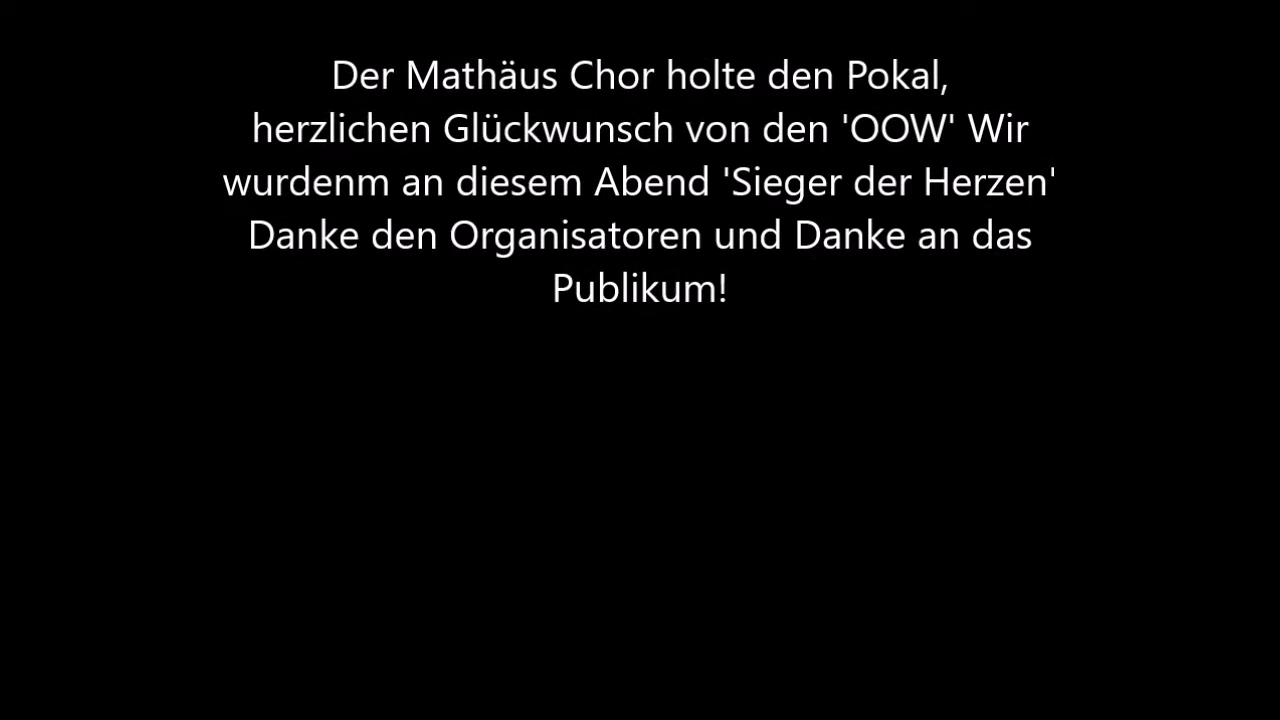 Der Mathäus Chor holte den Pokal,
herzlichen Glückwunsch von den 'OOW' Wir
wurdenm an diesem Abend 'Sieger der Herzen'
Danke den Organisatoren und Danke an das
Publikum!